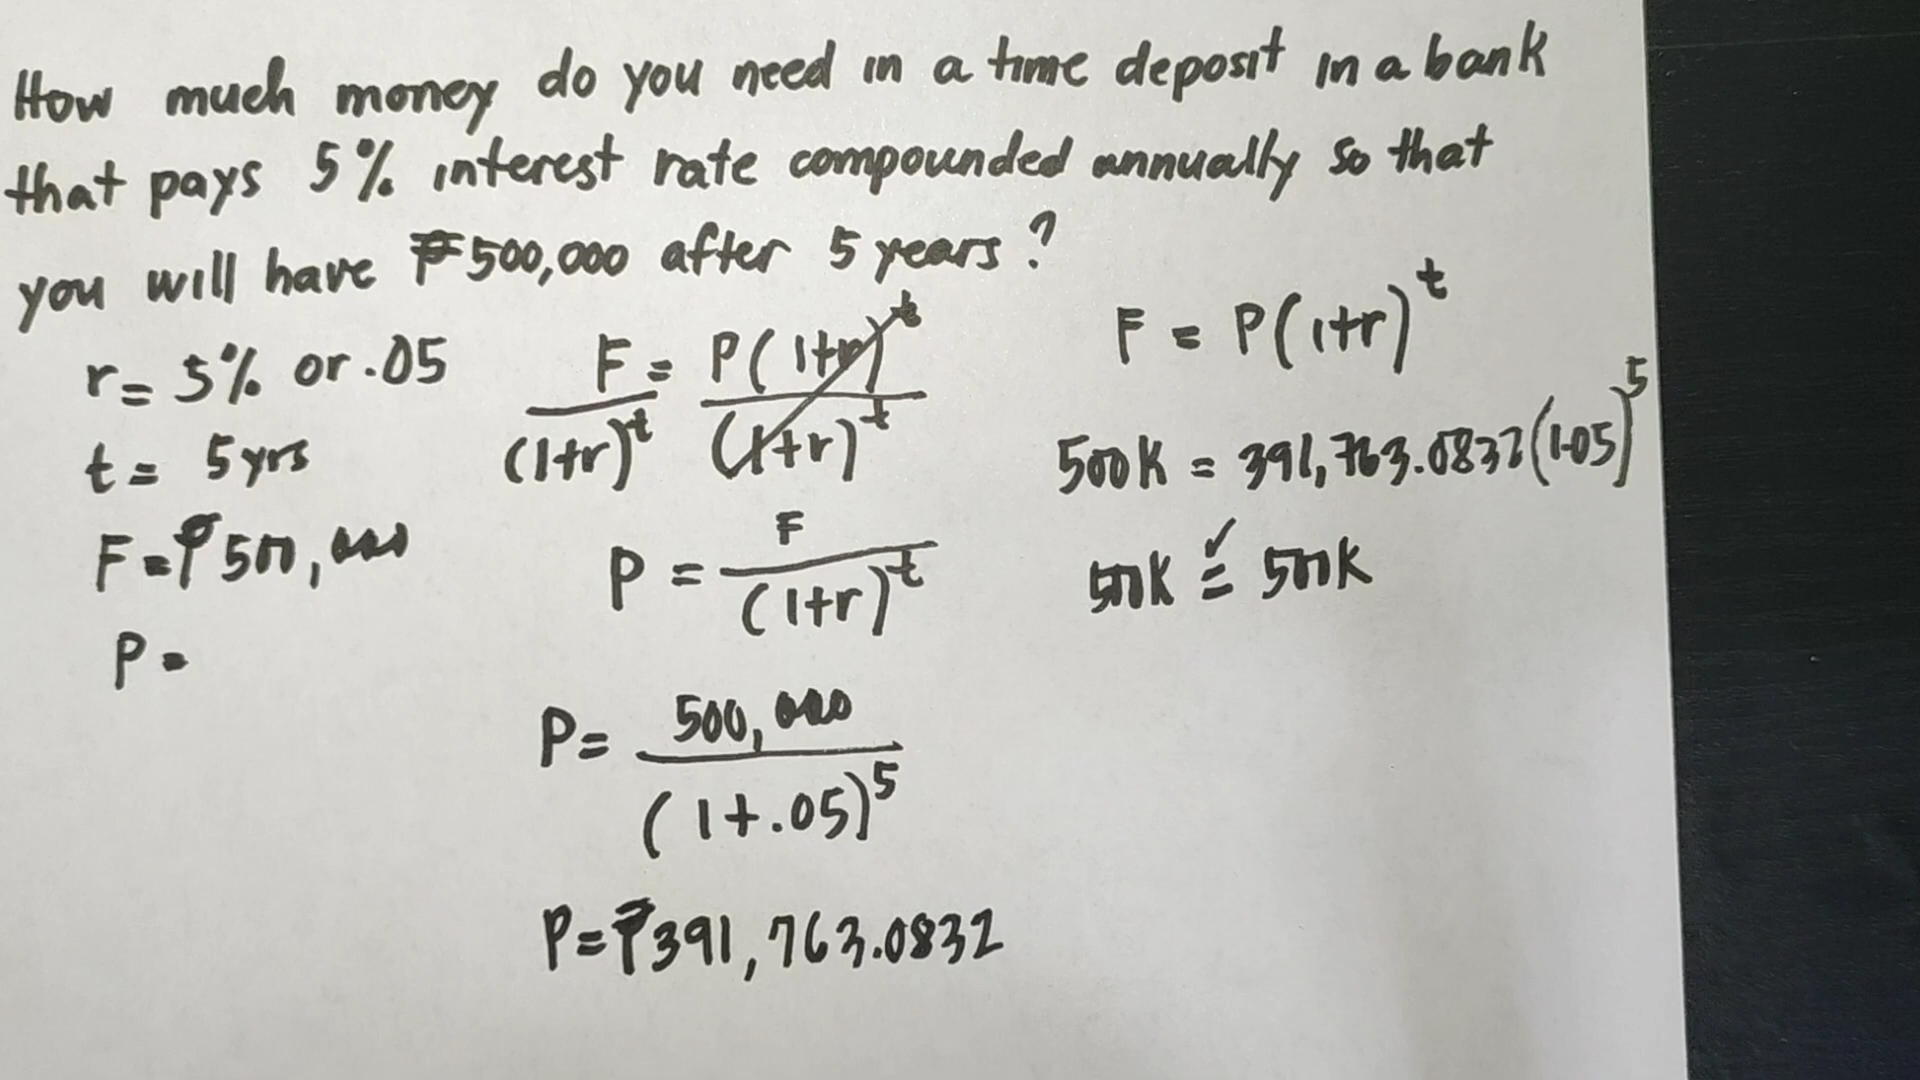 How much money do you need in a time deposit in a bank
that pays 5% interest rate compounded annually so that
you will have ₱500,000 after 5 years?
r = 5% or .05
t = 5 yrs
F = ₱500,000
P =
F/(1+r)^t = P(1+r)^t/(1+r)^t
P = F/(1+r)^t
P = 500,000/(1+.05)^5
P = ₱391,763.0832
F = P(1+r)^t
500K = 391,763.0832(1.05)^5
500K = ✓ 500K